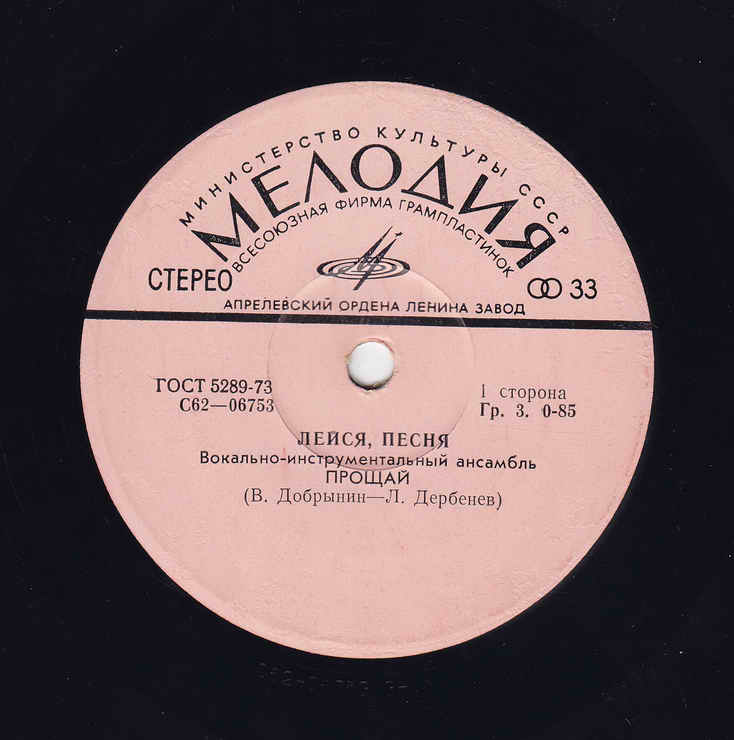 МИНИСТЕРСТВО КУЛЬТУРЫ СССР
МЕЛОДИЯ
ВСЕСОЮЗНАЯ ФИРМА ГРАМПЛАСТИНОК
СТЕРЕО
33
АПРЕЛЕВСКИЙ ОРДЕНА ЛЕНИНА ЗАВОД
ГОСТ 5289-73
С62—06753
1 сторона
Гр. 3. 0-85
ЛЕЙСЯ, ПЕСНЯ
Вокально-инструментальный ансамбль
ПРОЩАЙ
(В. Добрынин—Л. Дербенев)